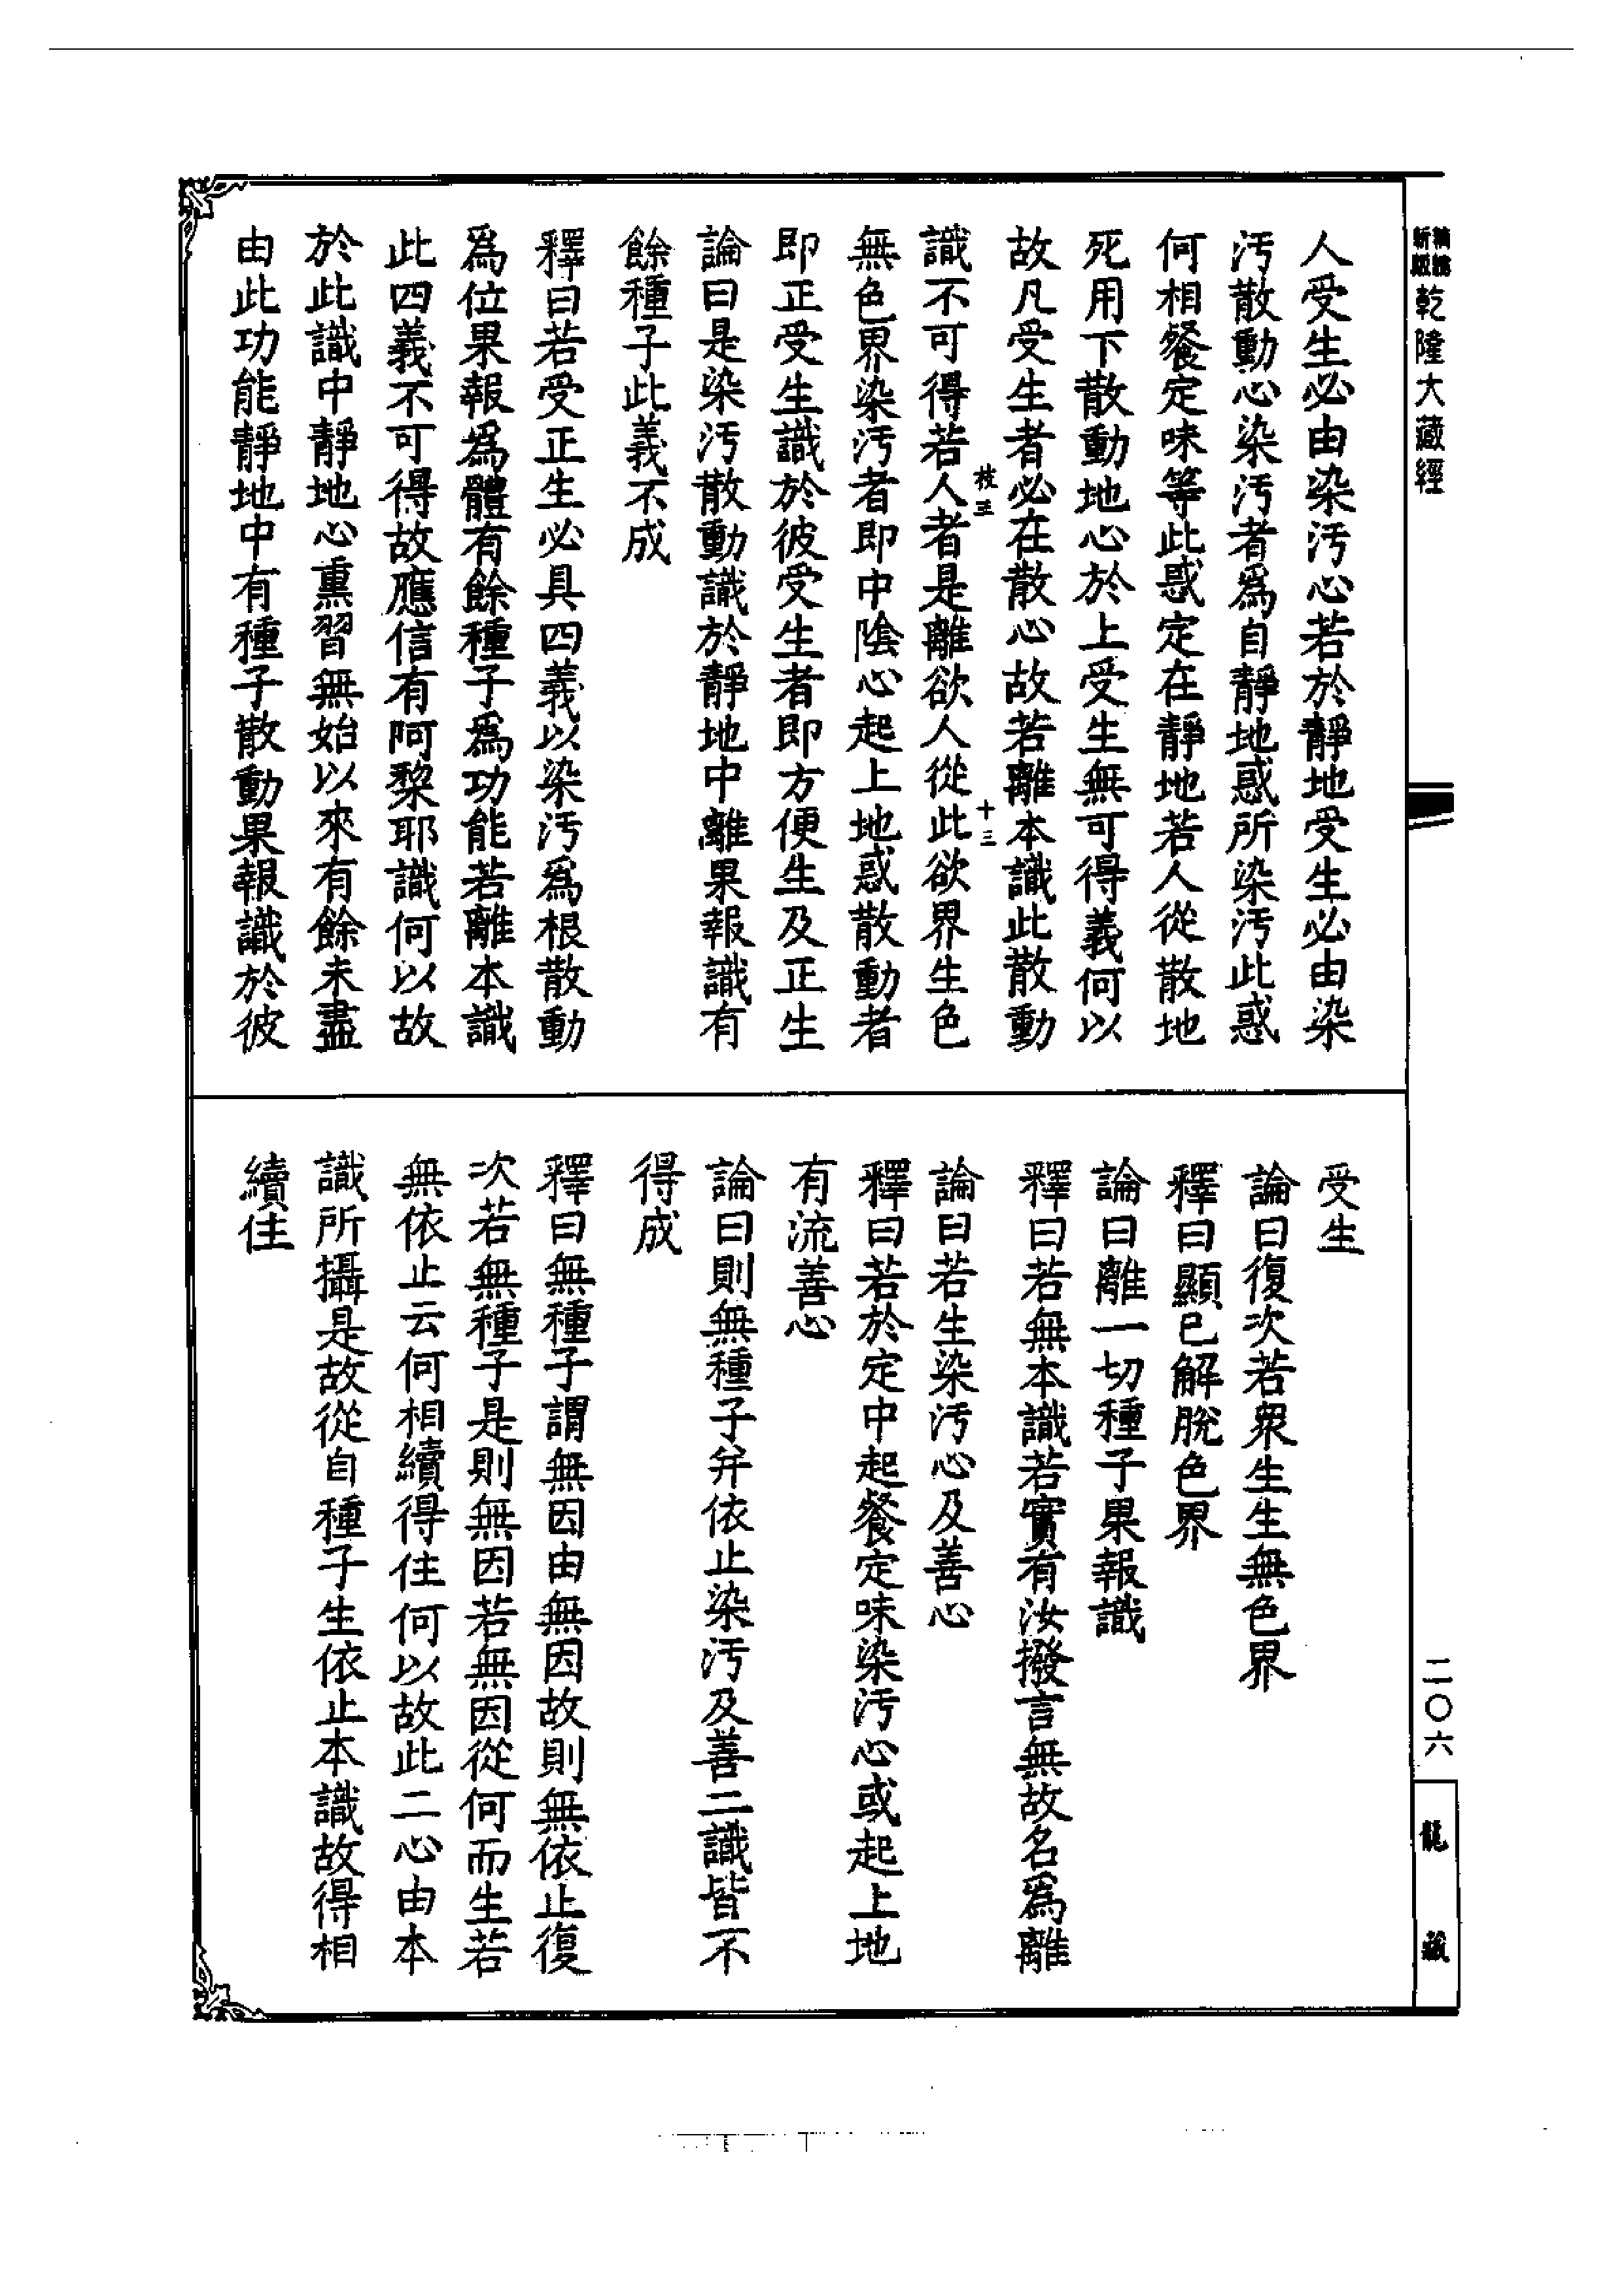 新版 精縮 乾隆大藏經
二〇六
龍藏
人受生必由染污心若於靜地受生必由染
污散動心染污者為自靜地惑所染污此惑
何相餐定味等此惑定在靜地若人從散地
死用下散動地心於上受生無可得義何以
故凡受生者必在散心故若離本識此散動
枝三 十三
識不可得若人者是離欲人從此欲界生色
無色界染污者即中陰心起上地惑散動者
即正受生識於彼受生者即方便生及正生
論曰是染污散動識於靜地中離果報識有
餘種子此義不成
釋曰若受正生必具四義以染污為根散動
為位果報為體有餘種子為功能若離本識
此四義不可得故應信有阿棃耶識何以故
於此識中靜地心熏習無始以來有餘未盡
由此功能靜地中有種子散動果報識於彼
受生
論曰復次若衆生生無色界
釋曰顯已解脫色界
論曰離一切種子果報識
釋曰若無本識若實有汝撥言無故名為離
論曰若生染污心及善心
釋曰若於定中起餐定味染污心或起上地
有流善心
論曰則無種子并依止染污及善二識皆不
得成
釋曰無種子謂無因由無因故則無依止復
次若無種子是則無因若無因從何而生若
無依止云何相續得住何以故此二心由本
識所攝是故從自種子生依止本識故得相
續住